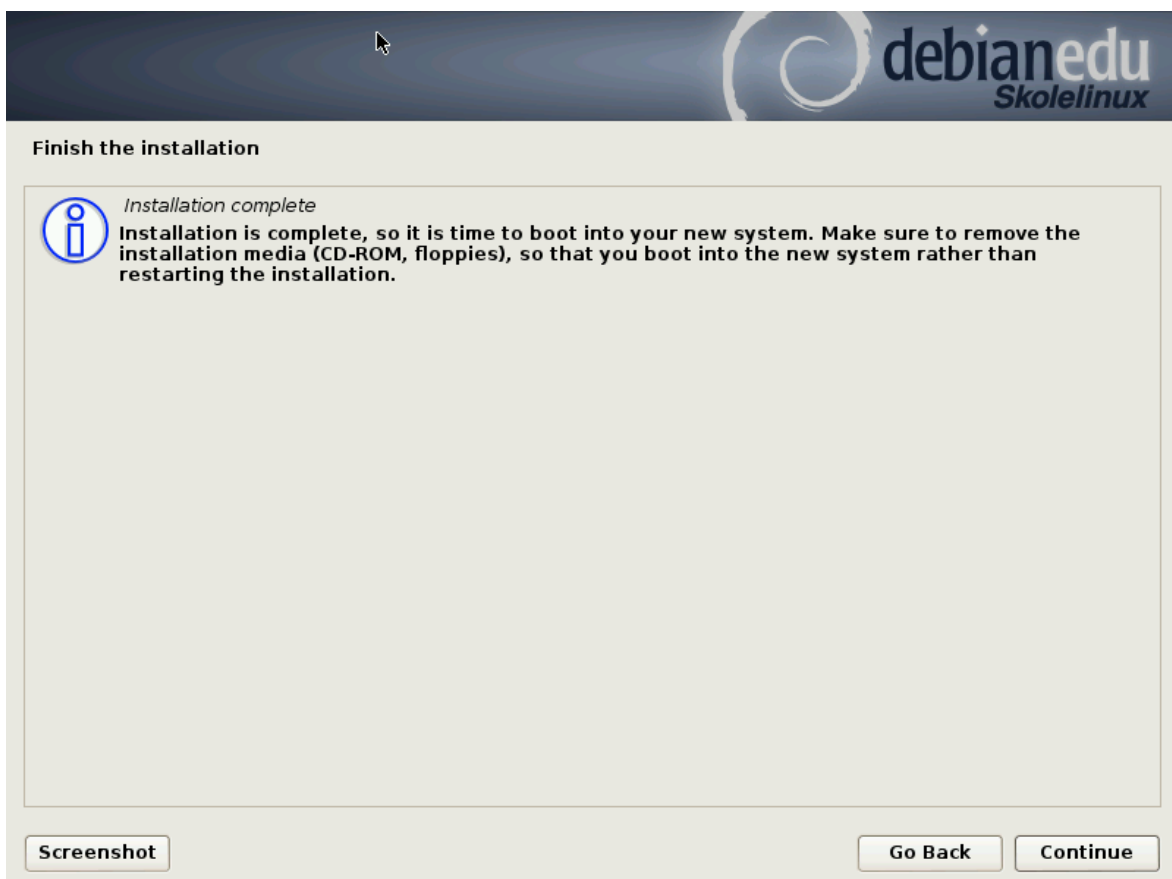 debianedu
Skolelinux
Finish the installation
Installation complete
Installation is complete, so it is time to boot into your new system. Make sure to remove the
installation media (CD-ROM, floppies), so that you boot into the new system rather than
restarting the installation.
Screenshot
Go Back
Continue